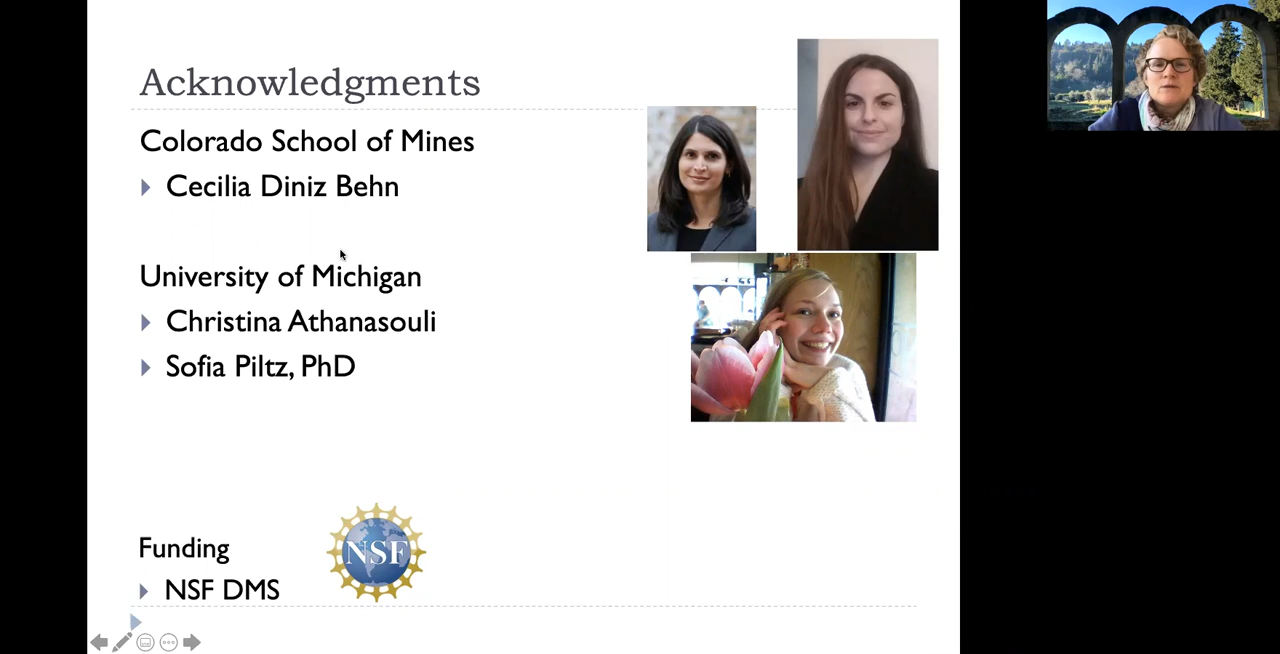 Acknowledgments
Colorado School of Mines
Cecilia Diniz Behn
University of Michigan
Christina Athanasouli
Sofia Piltz, PhD
Funding
NSF
NSF DMS